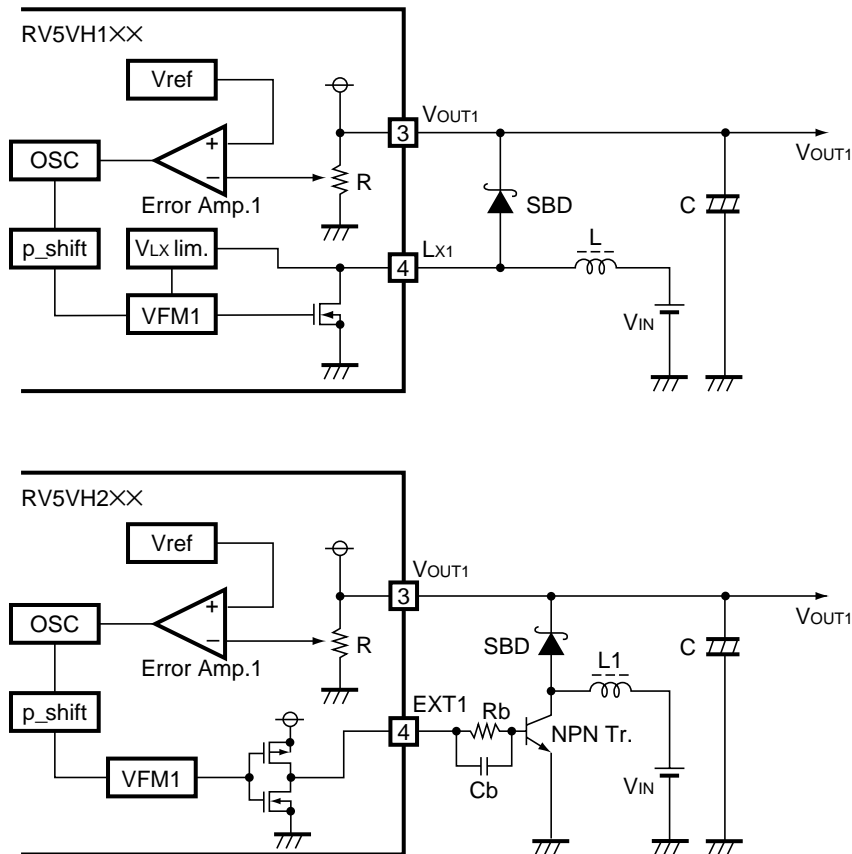 RV5VH1××
Vref
VOUT1
3
+
OSC
−
R
SBD
C
VOUT1
Error Amp.1
LX1
L
p_shift
VLX lim.
4
VFM1
VIN
RV5VH2××
Vref
VOUT1
3
+
OSC
−
R
SBD
C
VOUT1
Error Amp.1
L1
EXT1
Rb
p_shift
4
NPN Tr.
VFM1
Cb
VIN